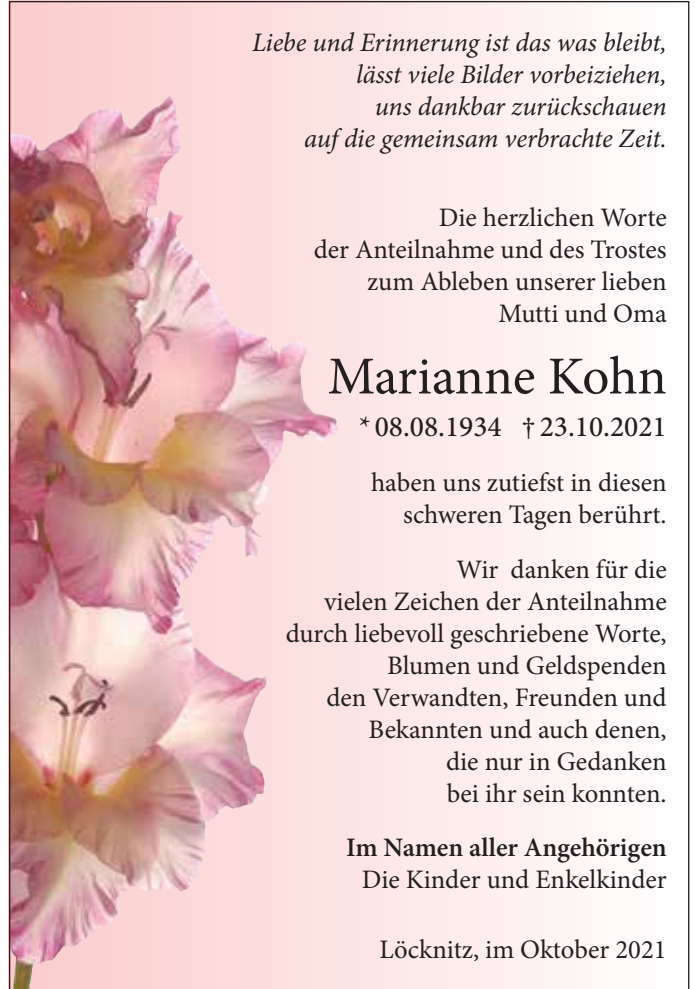 Liebe und Erinnerung ist das was bleibt,
lässt viele Bilder vorbeiziehen,
uns dankbar zurückschauen
auf die gemeinsam verbrachte Zeit.
Die herzlichen Worte
der Anteilnahme und des Trostes
zum Ableben unserer lieben
Mutti und Oma
Marianne Kohn
* 08.08.1934 † 23.10.2021
haben uns zutiefst in diesen
schweren Tagen berührt.
Wir danken für die
vielen Zeichen der Anteilnahme
durch liebevoll geschriebene Worte,
Blumen und Geldspenden
den Verwandten, Freunden und
Bekannten und auch denen,
die nur in Gedanken
bei ihr sein konnten.
Im Namen aller Angehörigen
Die Kinder und Enkelkinder
Löcknitz, im Oktober 2021